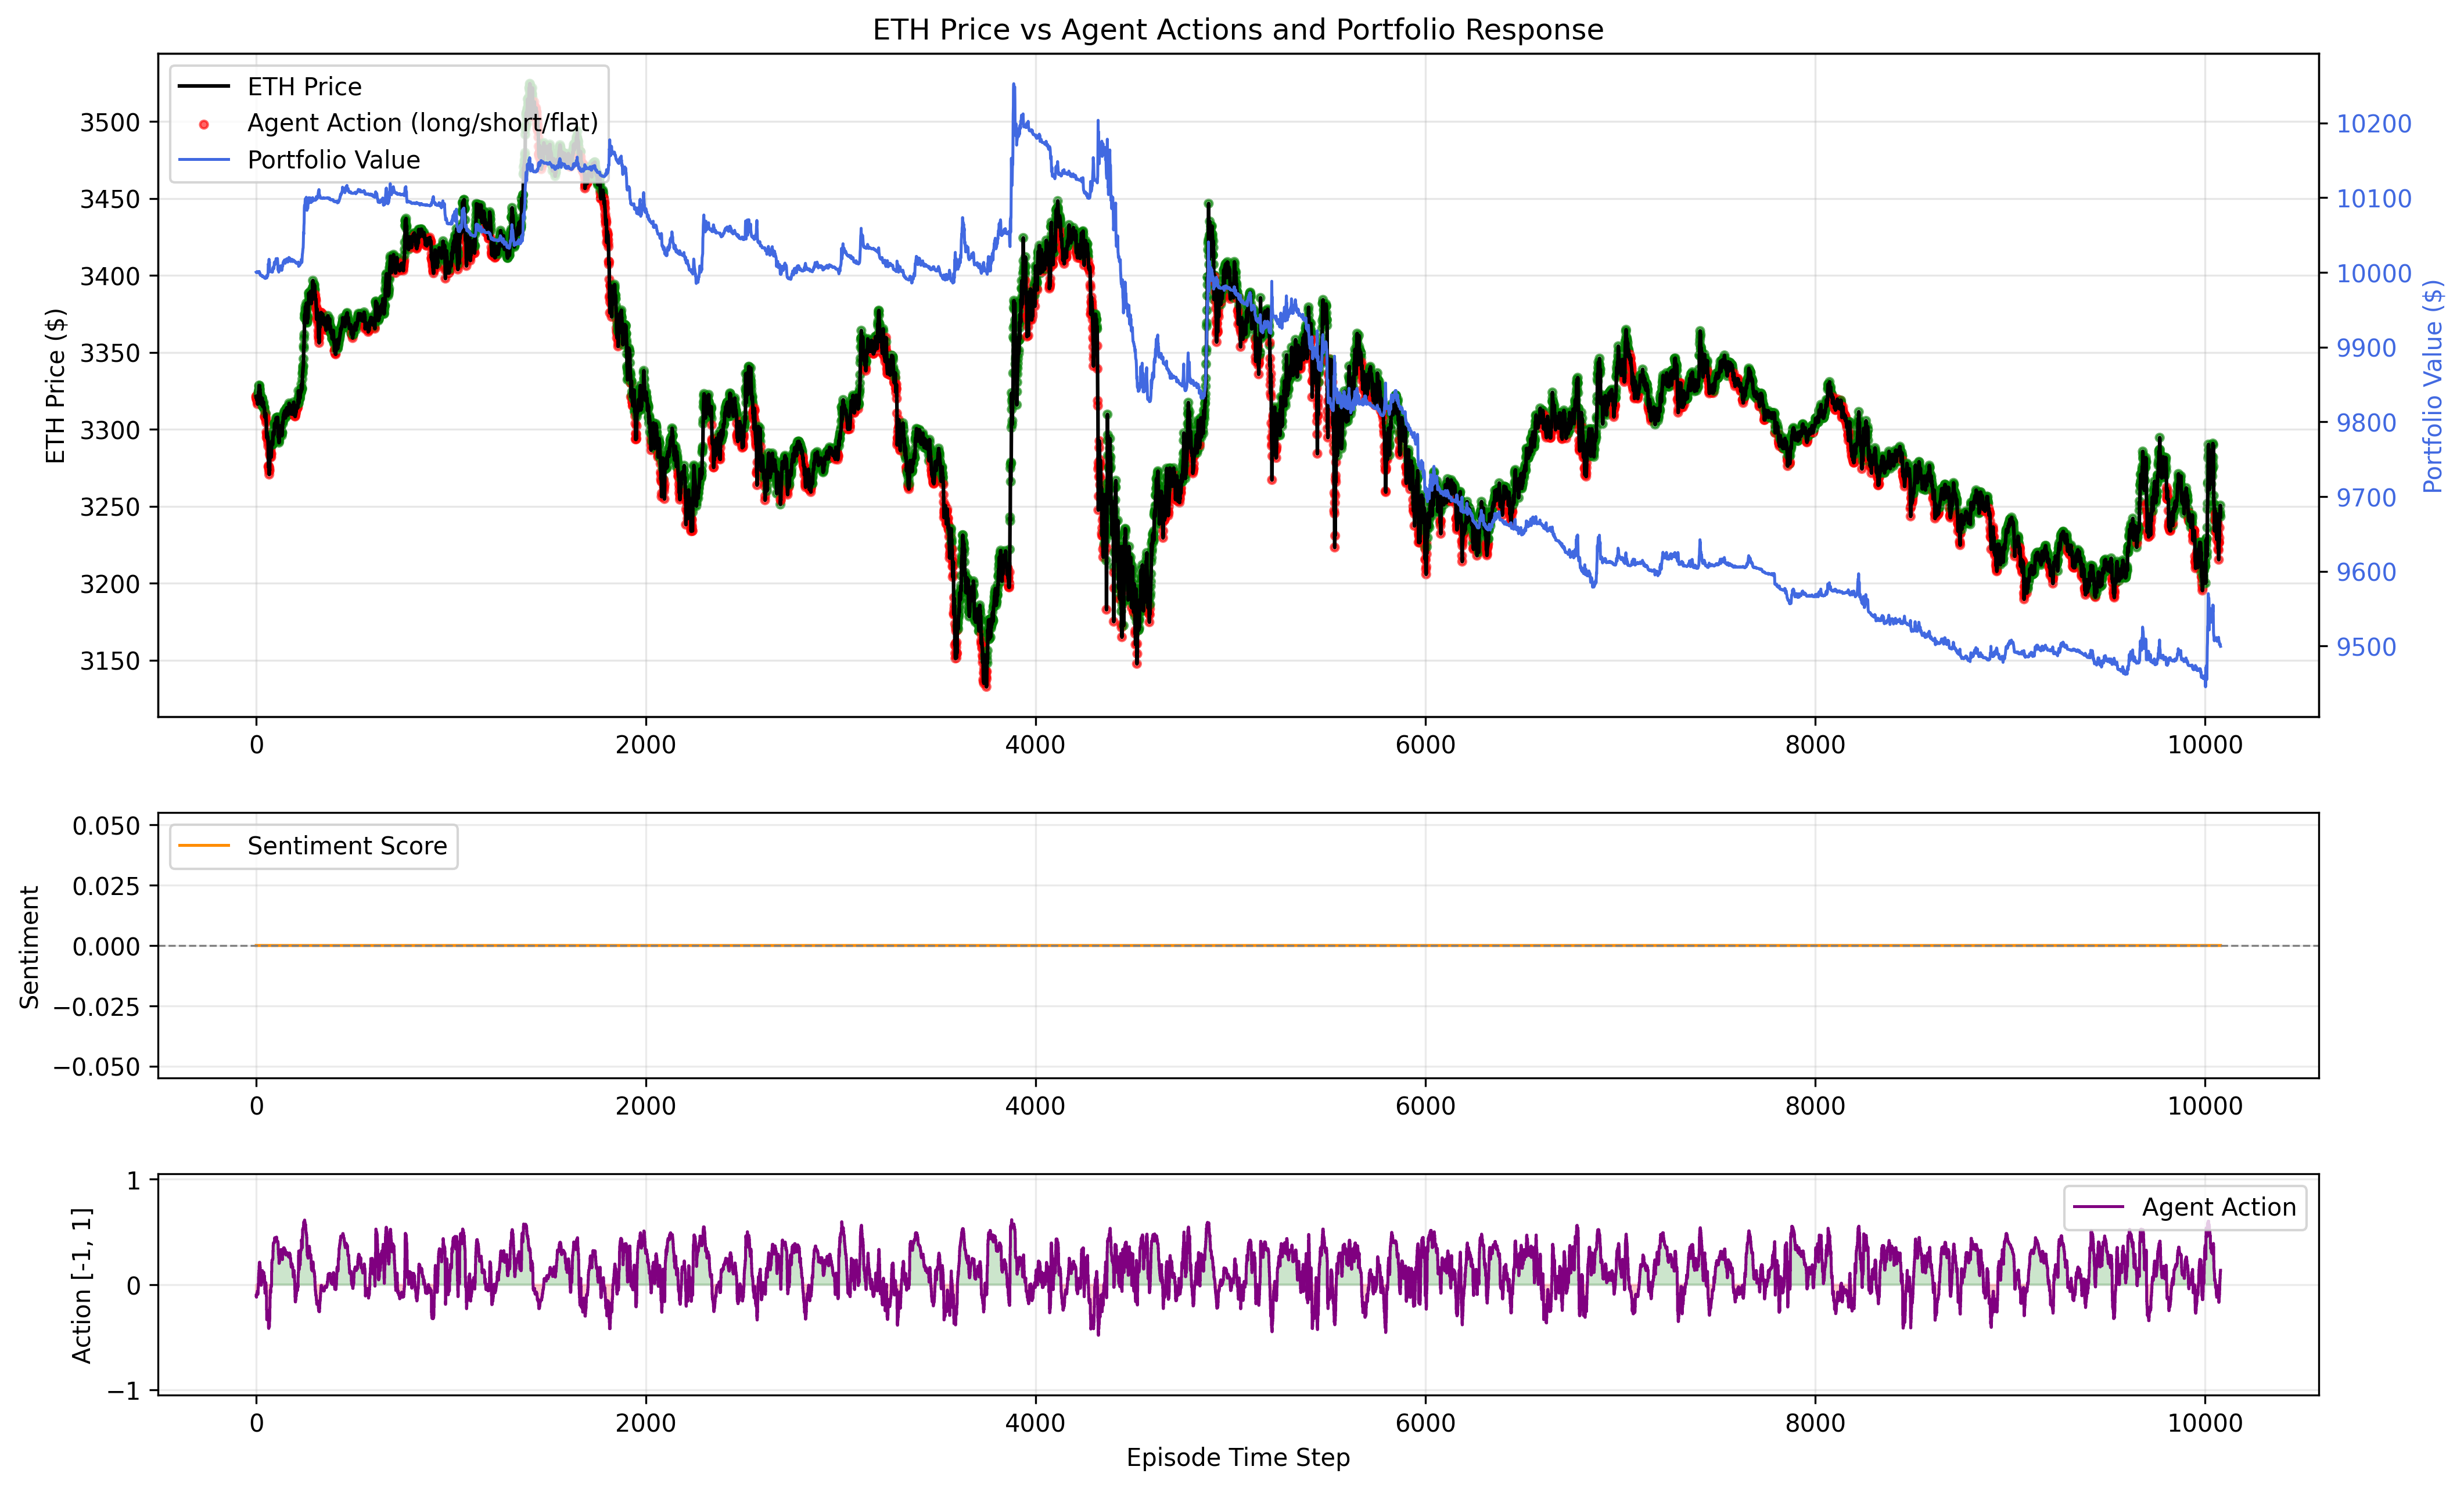 ETH Price vs Agent Actions and Portfolio Response
ETH Price
Agent Action (long/short/flat)
Portfolio Value
ETH Price ($)
3500
3450
3400
3350
3300
3250
3200
3150
10200
10100
10000
9900
9800
9700
9600
9500
Portfolio Value ($)
0 2000 4000 6000 8000 10000
Sentiment Score
Sentiment
0.050
0.025
0.000
−0.025
−0.050
0 2000 4000 6000 8000 10000
Agent Action
Action [-1, 1]
1
0
−1
0 2000 4000 6000 8000 10000
Episode Time Step